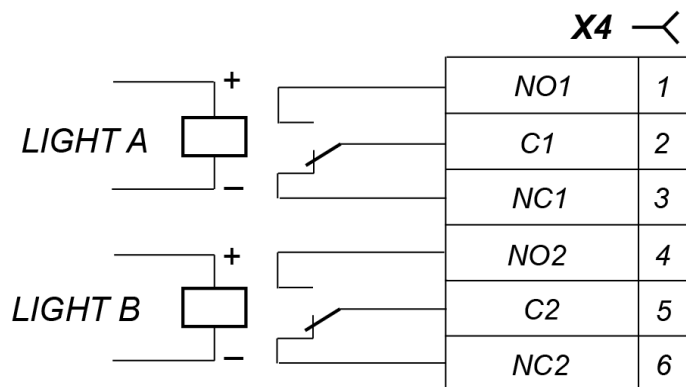 X4
+
NO1 1
LIGHT A
C1 2
–
NC1 3
+
NO2 4
LIGHT B
C2 5
–
NC2 6